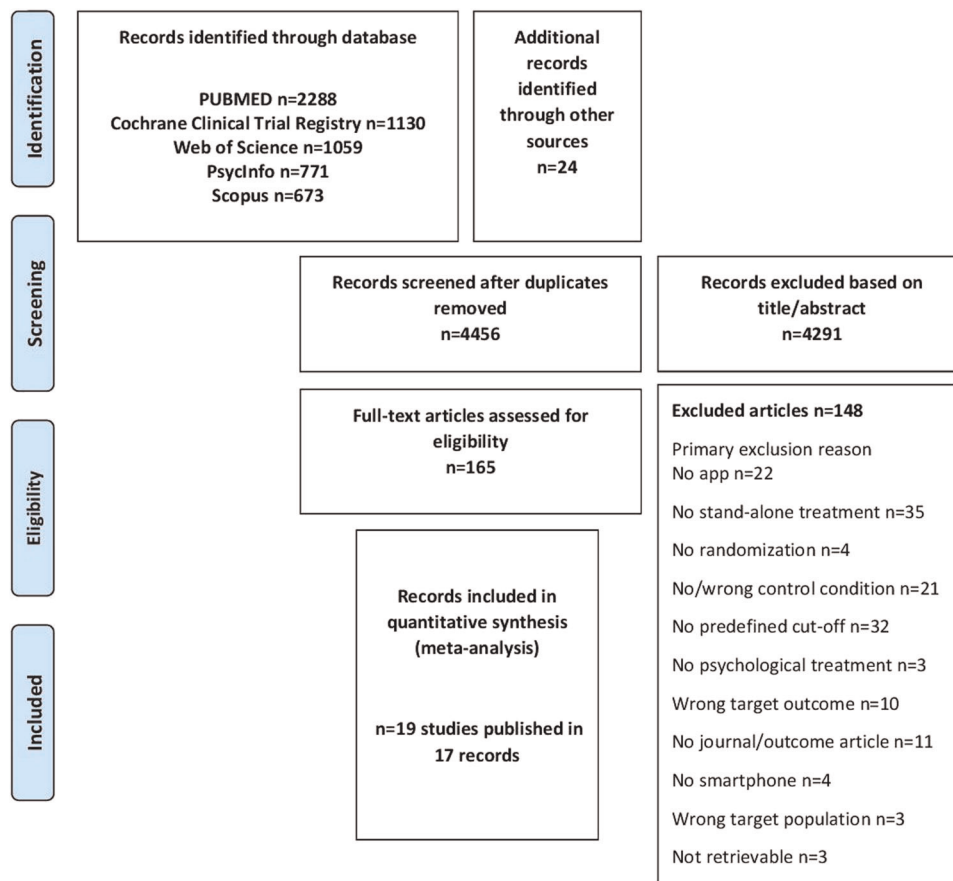 Identification
Records identified through database
PUBMED n=2288
Cochrane Clinical Trial Registry n=1130
Web of Science n=1059
PsycInfo n=771
Scopus n=673
Additional
records
identified
through other
sources
n=24
Screening
Records screened after duplicates
removed
n=4456
Records excluded based on
title/abstract
n=4291
Eligibility
Full-text articles assessed for
eligibility
n=165
Excluded articles n=148
Primary exclusion reason
No app n=22
No stand-alone treatment n=35
No randomization n=4
No/wrong control condition n=21
No predefined cut-off n=32
No psychological treatment n=3
Wrong target outcome n=10
No journal/outcome article n=11
No smartphone n=4
Wrong target population n=3
Not retrievable n=3
Included
Records included in
quantitative synthesis
(meta-analysis)
n=19 studies published in
17 records